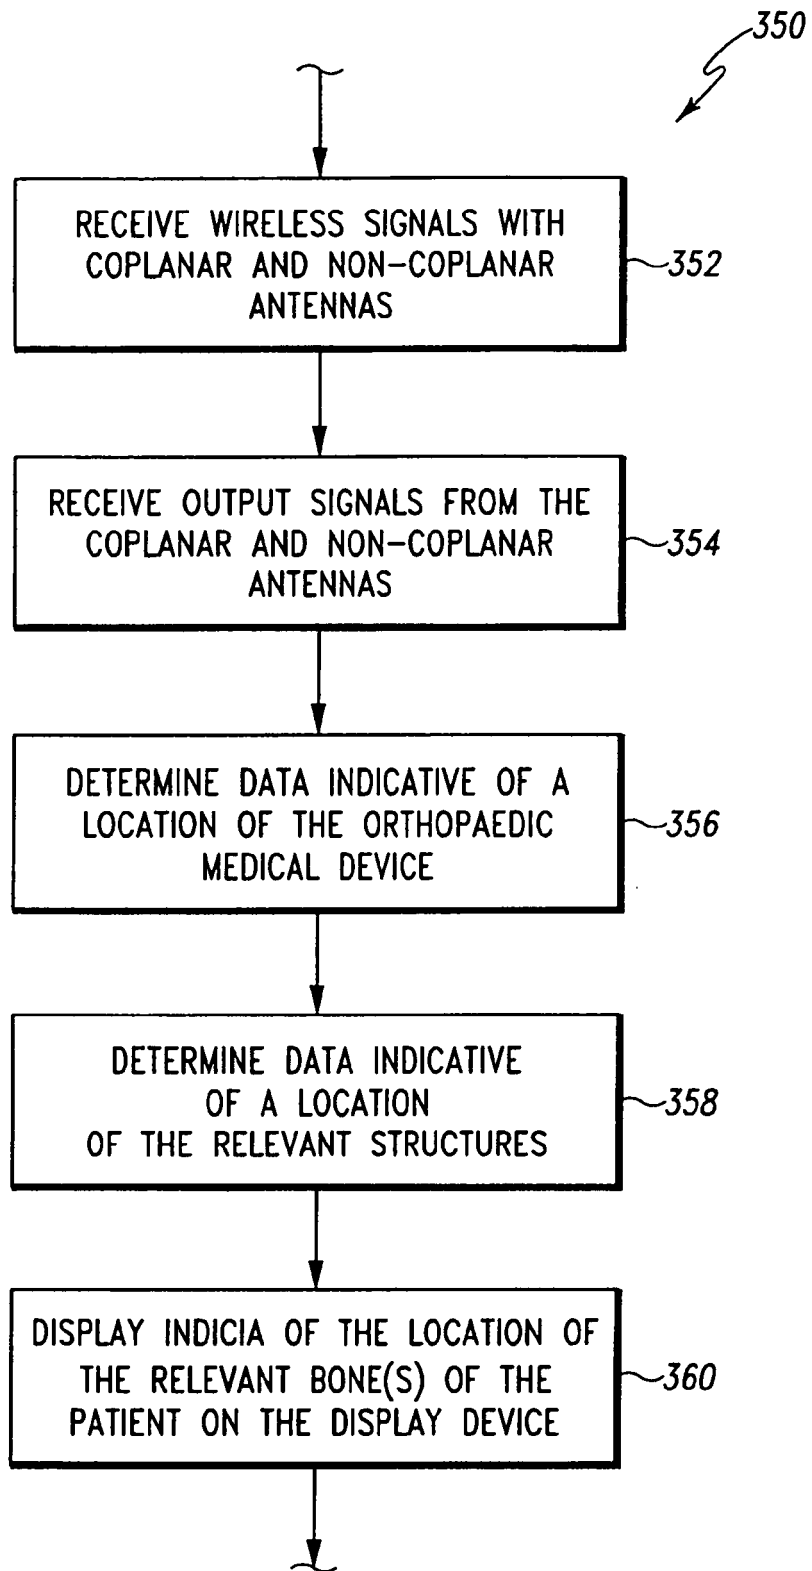 350
RECEIVE WIRELESS SIGNALS WITH
COPLANAR AND NON-COPLANAR
ANTENNAS
352
RECEIVE OUTPUT SIGNALS FROM THE
COPLANAR AND NON-COPLANAR
ANTENNAS
354
DETERMINE DATA INDICATIVE OF A
LOCATION OF THE ORTHOPAEDIC
MEDICAL DEVICE
356
DETERMINE DATA INDICATIVE
OF A LOCATION
OF THE RELEVANT STRUCTURES
358
DISPLAY INDICIA OF THE LOCATION OF
THE RELEVANT BONE(S) OF THE
PATIENT ON THE DISPLAY DEVICE
360